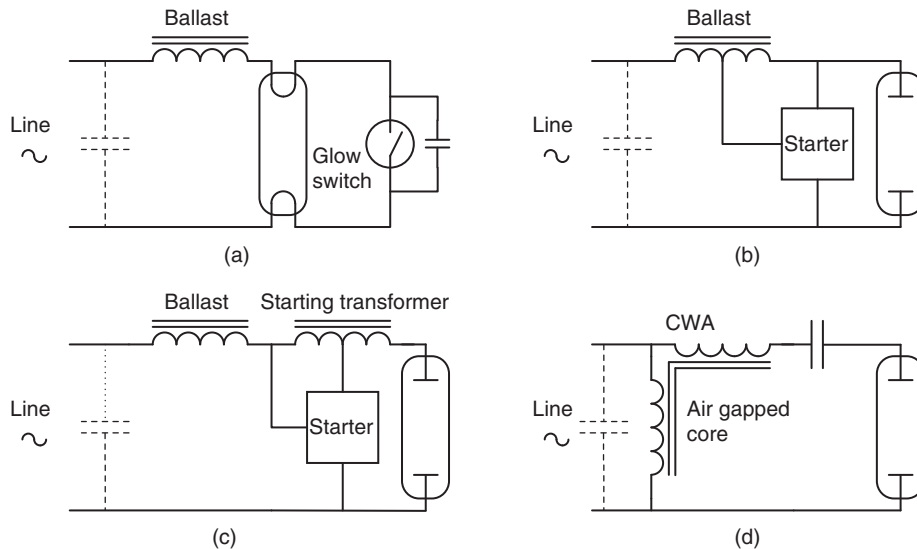 Ballast
Line
Glow
switch
(a)
Ballast
Line
Starter
(b)
Ballast
Starting transformer
Line
Starter
(c)
CWA
Line
Air gapped
core
(d)